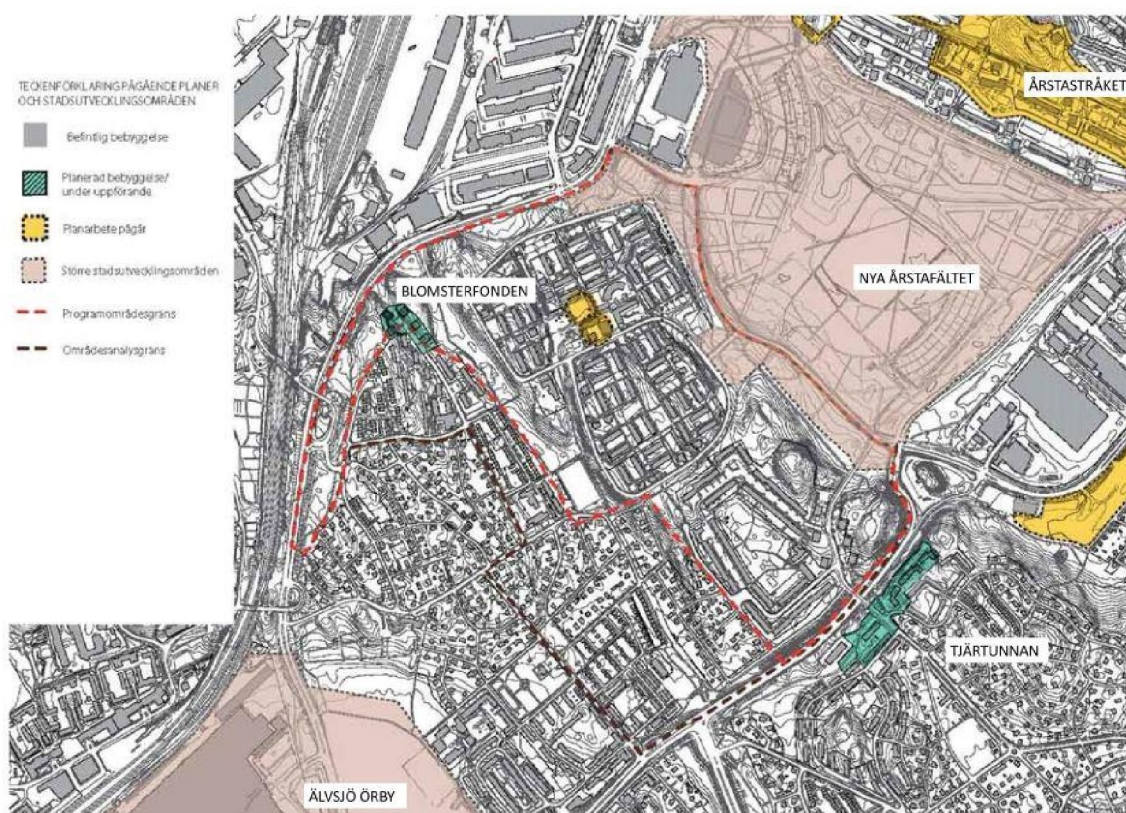 TECKENFÖRKLARING PÅGÅENDE PLANER
OCH STADSUTVECKLINGSOMRÅDEN
Befintlig bebyggelse
Planerad bebyggelse/
under uppförande
Planarbete pågår
Större stadsutvecklingsområden
Programområdesgräns
Områdesanalysgräns
ÅRSTASTRÅKET
NYA ÅRSTAFÄLTET
BLOMSTERFONDEN
TJÄRTUNNAN
ÄLVSJÖ ÖRBY